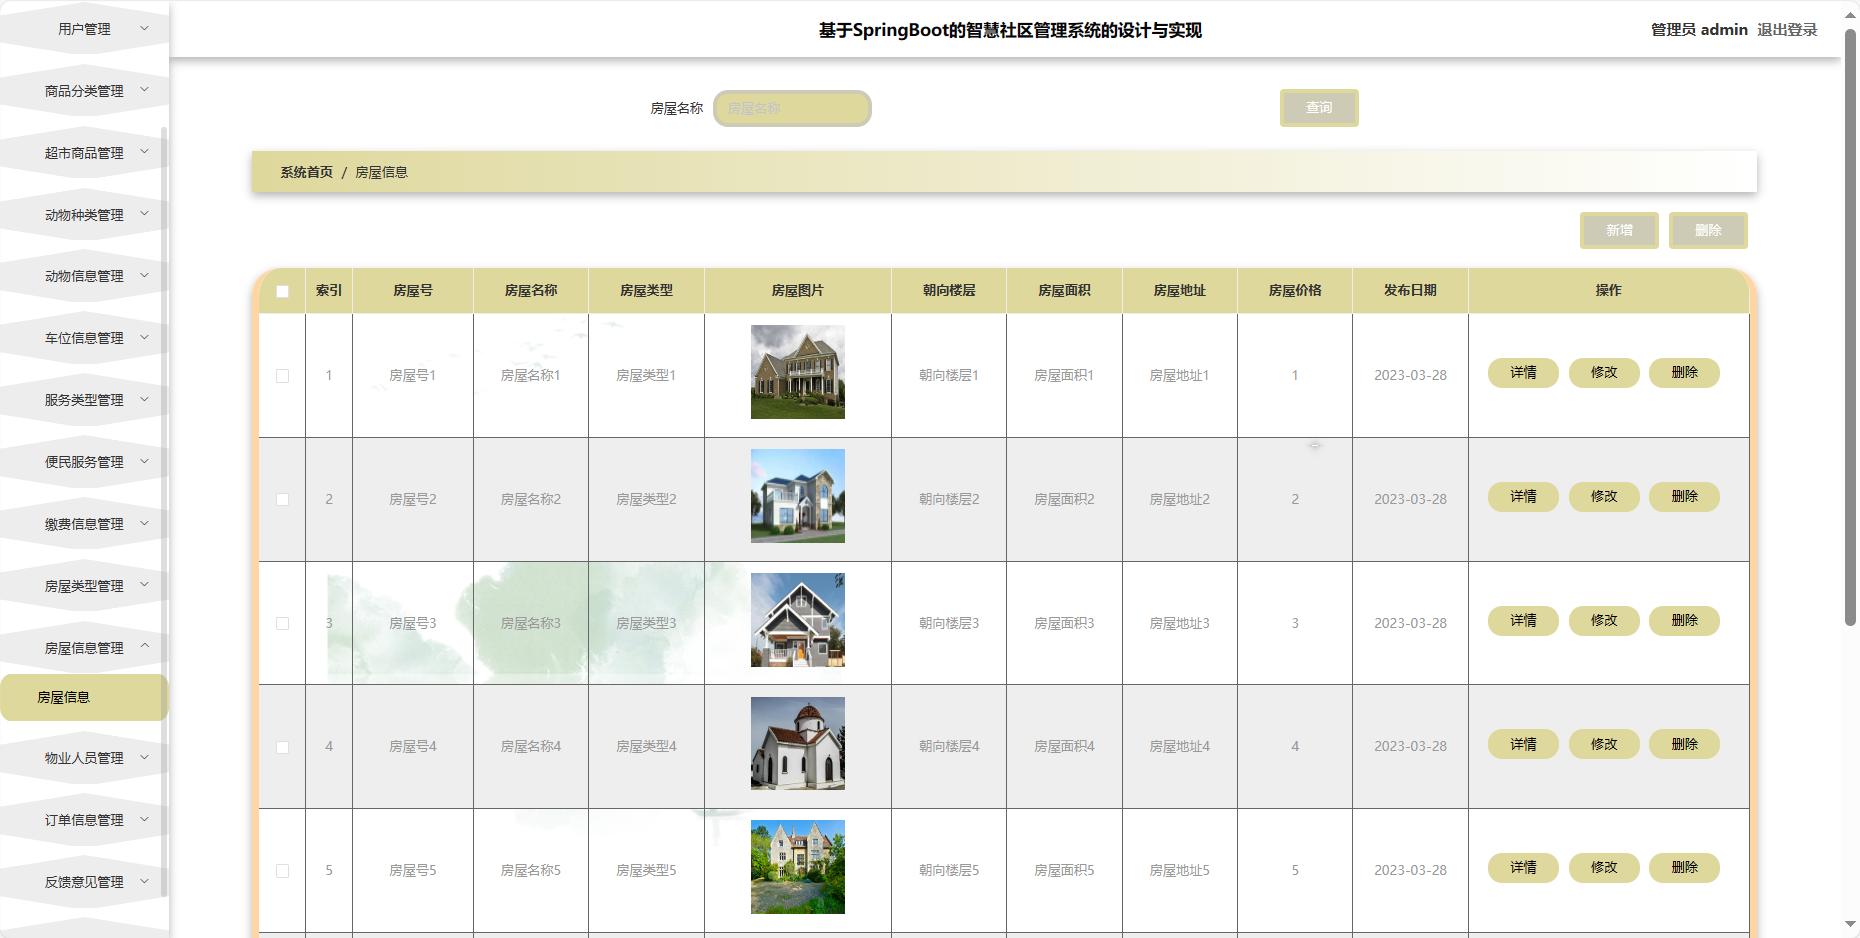 基于SpringBoot的智慧社区管理系统的设计与实现
管理员 admin 退出登录
用户管理
商品分类管理
超市商品管理
动物种类管理
动物信息管理
车位信息管理
服务类型管理
便民服务管理
缴费信息管理
房屋类型管理
房屋信息管理
房屋信息
物业人员管理
订单信息管理
反馈意见管理
房屋名称 房屋名称 查询
系统首页 / 房屋信息
新增 删除
索引 房屋号 房屋名称 房屋类型 房屋图片 朝向楼层 房屋面积 房屋地址 房屋价格 发布日期 操作
1 房屋号1 房屋名称1 房屋类型1 朝向楼层1 房屋面积1 房屋地址1 1 2023-03-28 详情 修改 删除
2 房屋号2 房屋名称2 房屋类型2 朝向楼层2 房屋面积2 房屋地址2 2 2023-03-28 详情 修改 删除
3 房屋号3 房屋名称3 房屋类型3 朝向楼层3 房屋面积3 房屋地址3 3 2023-03-28 详情 修改 删除
4 房屋号4 房屋名称4 房屋类型4 朝向楼层4 房屋面积4 房屋地址4 4 2023-03-28 详情 修改 删除
5 房屋号5 房屋名称5 房屋类型5 朝向楼层5 房屋面积5 房屋地址5 5 2023-03-28 详情 修改 删除